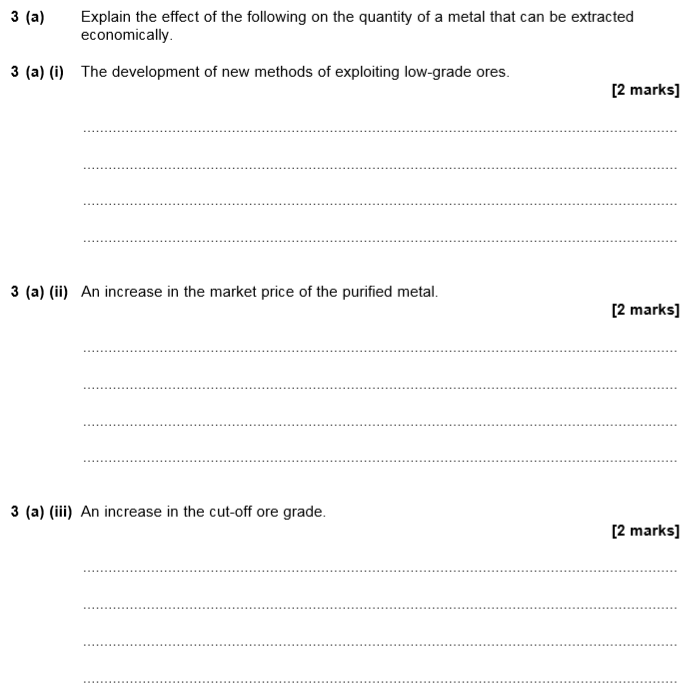 3 (a) Explain the effect of the following on the quantity of a metal that can be extracted
economically.
3 (a) (i) The development of new methods of exploiting low-grade ores.
[2 marks]
3 (a) (ii) An increase in the market price of the purified metal.
[2 marks]
3 (a) (iii) An increase in the cut-off ore grade.
[2 marks]